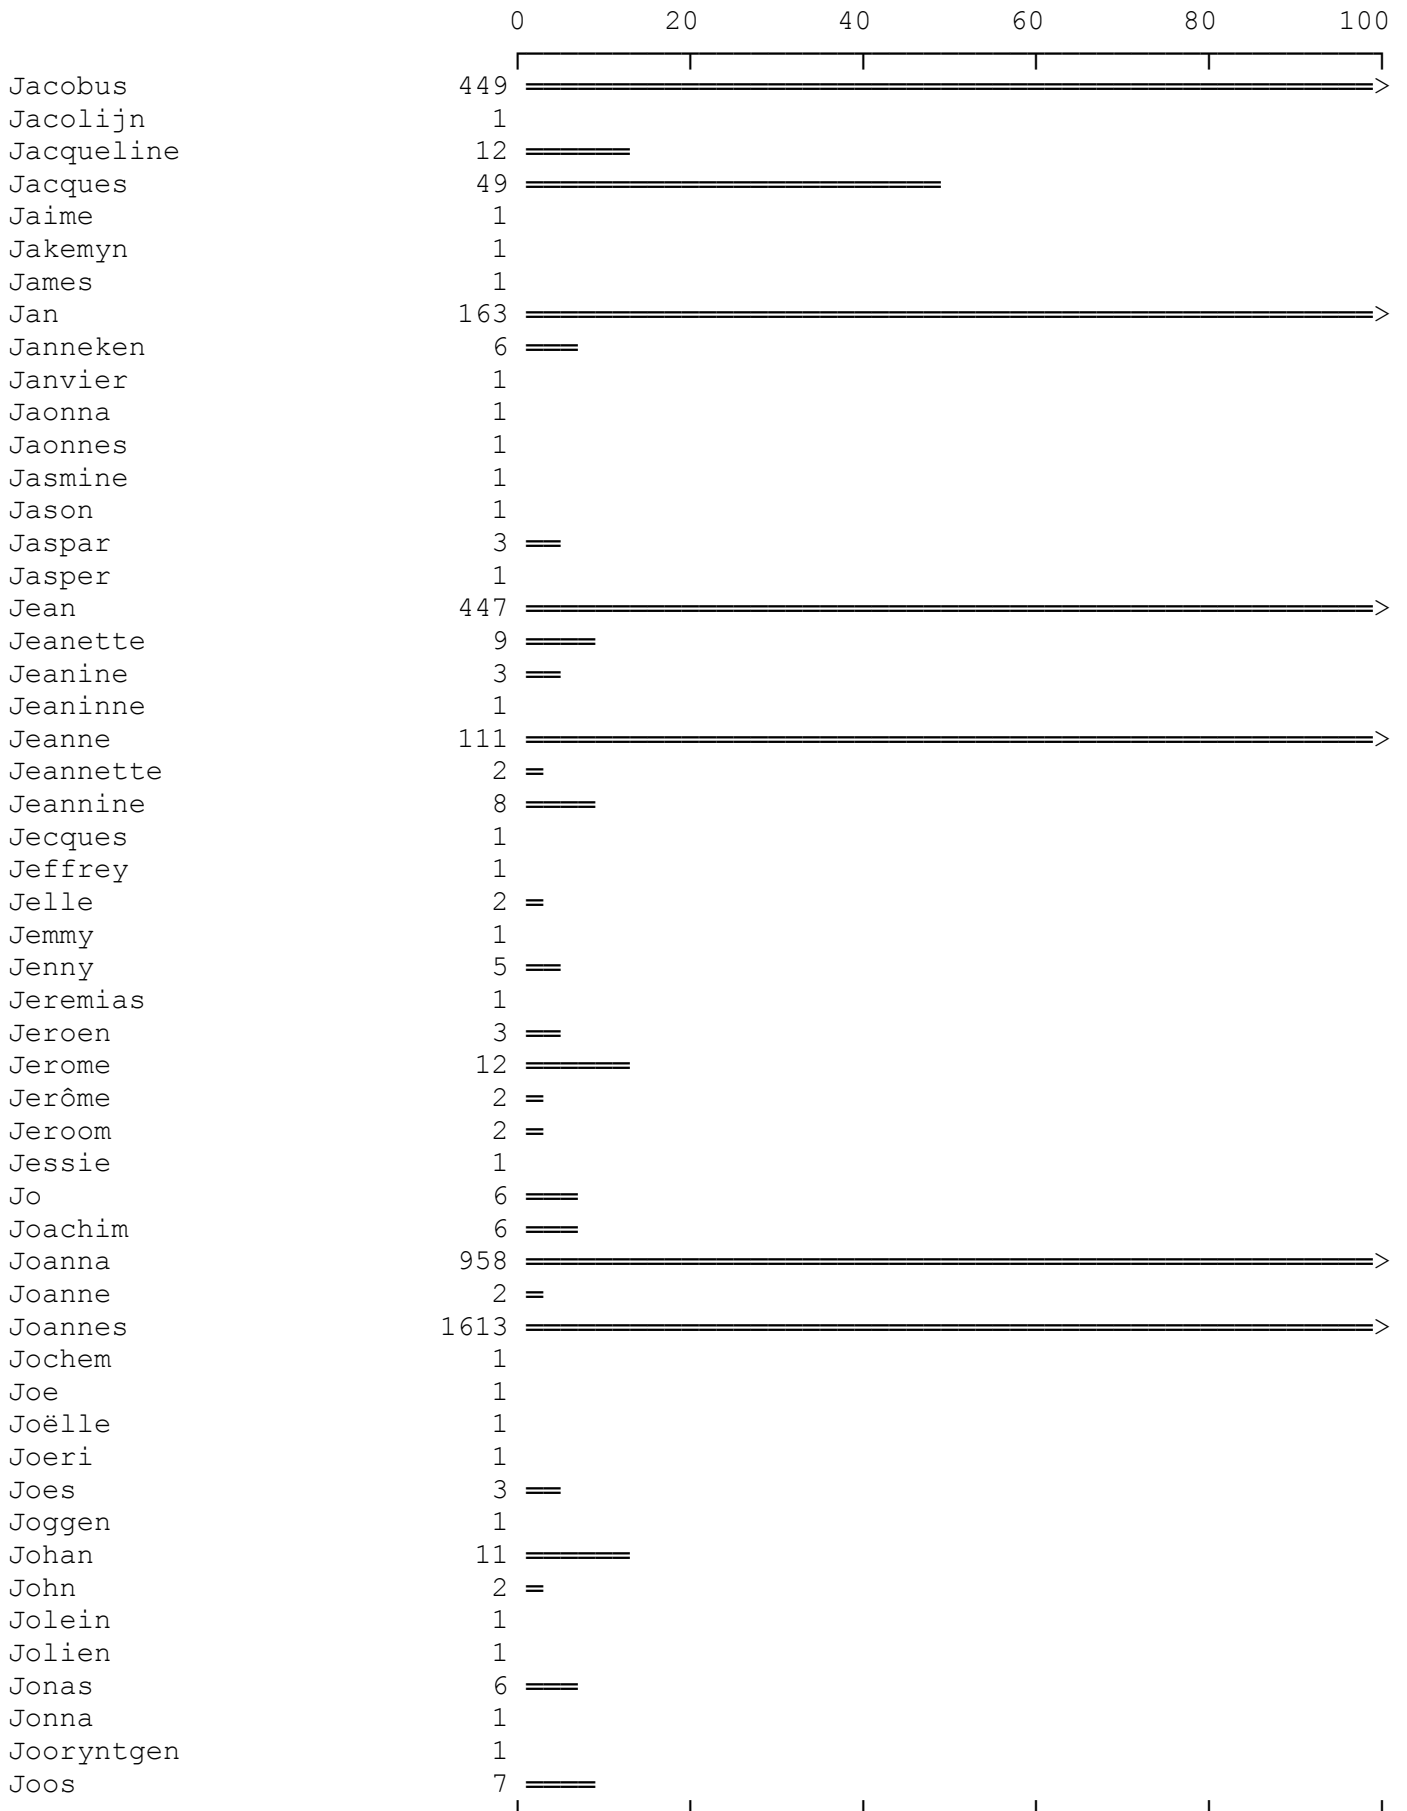 0 20 40 60 80 100
Jacobus 449 >
Jacolijn 1
Jacqueline 12
Jacques 49
Jaime 1
Jakemyn 1
James 1
Jan 163 >
Janneken 6
Janvier 1
Jaonna 1
Jaonnes 1
Jasmine 1
Jason 1
Jaspar 3
Jasper 1
Jean 447 >
Jeanette 9
Jeanine 3
Jeaninne 1
Jeanne 111 >
Jeannette 2
Jeannine 8
Jecques 1
Jeffrey 1
Jelle 2
Jemmy 1
Jenny 5
Jeremias 1
Jeroen 3
Jerome 12
Jerôme 2
Jeroom 2
Jessie 1
Jo 6
Joachim 6
Joanna 958 >
Joanne 2
Joannes 1613 >
Jochem 1
Joe 1
Joëlle 1
Joeri 1
Joes 3
Joggen 1
Johan 11
John 2
Jolein 1
Jolien 1
Jonas 6
Jonna 1
Jooryntgen 1
Joos 7